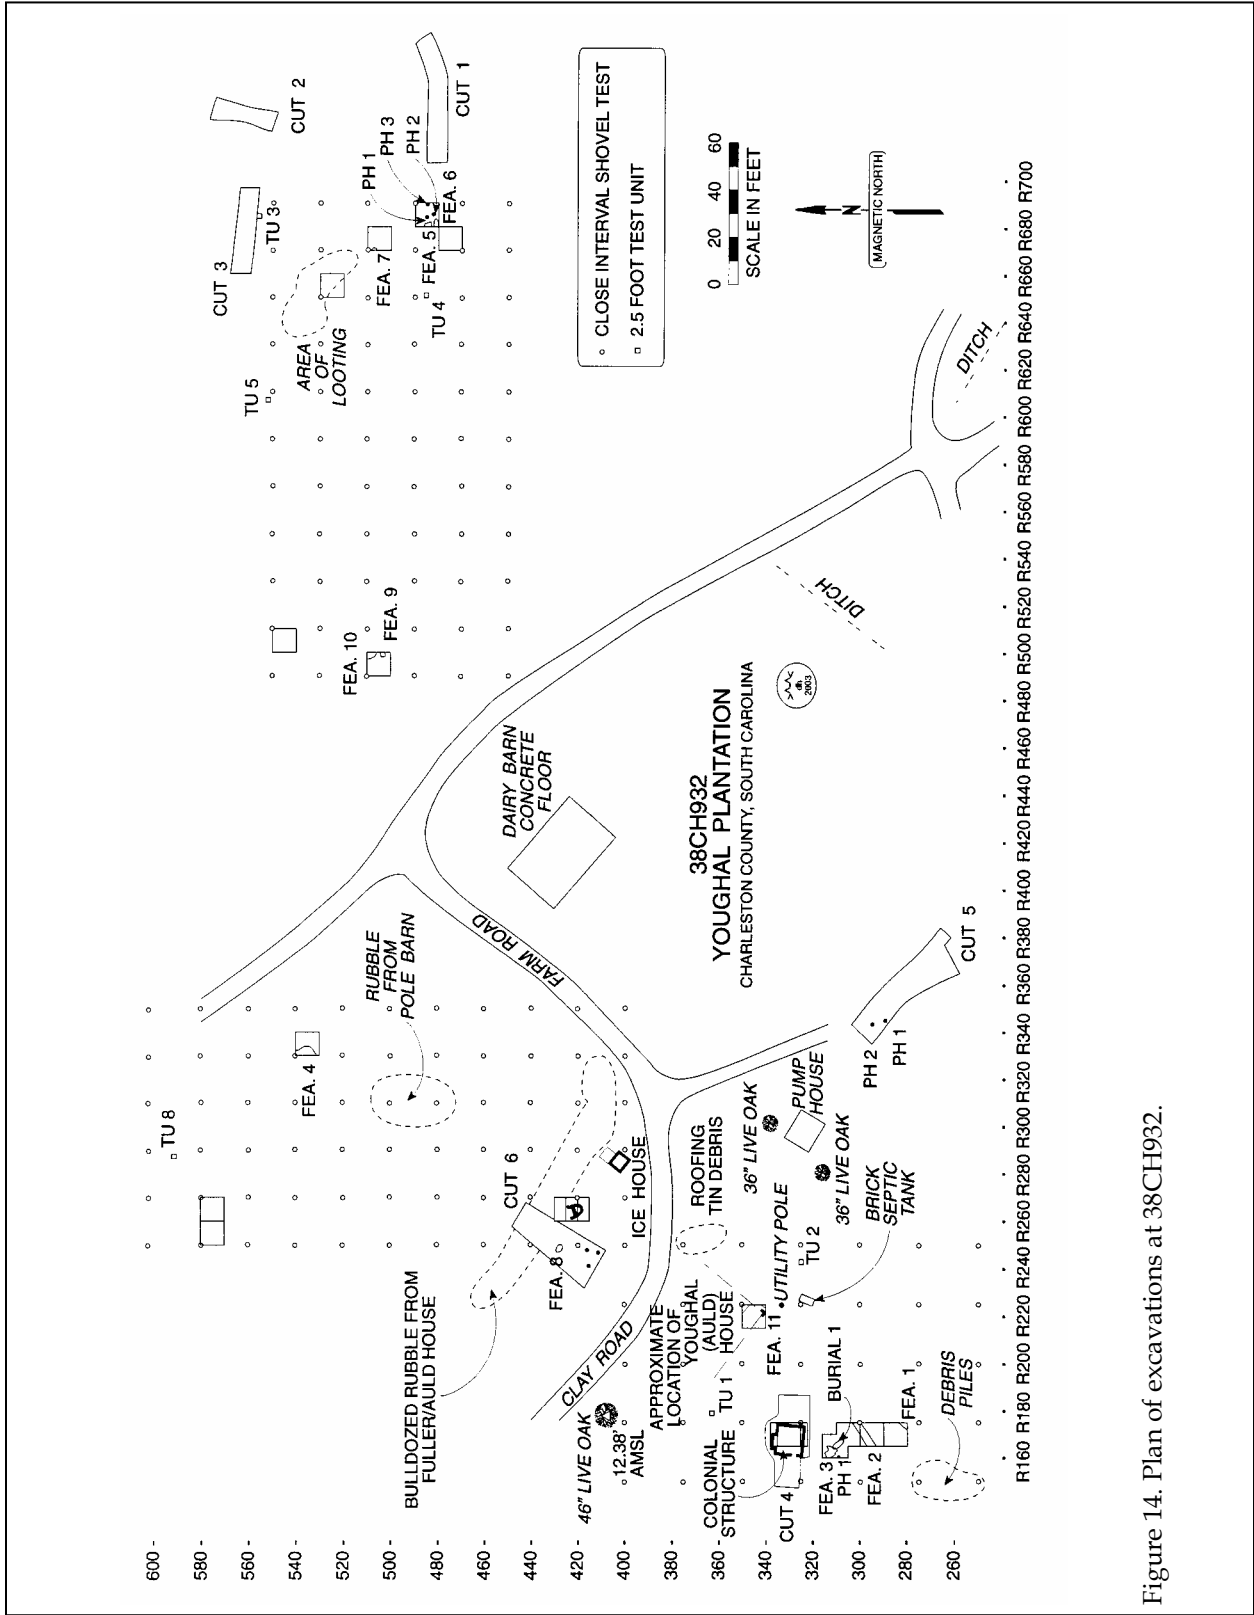 CUT 2
CUT 3
TU 3
CUT 1
PH 1
PH 3
PH 2
FEA. 6
FEA. 5
FEA. 7
TU 4
AREA
OF
LOOTING
TU 5
CLOSE INTERVAL SHOVEL TEST
2.5 FOOT TEST UNIT
0 20 40 60
SCALE IN FEET
N
MAGNETIC NORTH
DITCH
FEA. 9
FEA. 10
DITCH
DAIRY BARN
CONCRETE
FLOOR
38CH932
YOUGHAL PLANTATION
CHARLESTON COUNTY, SOUTH CAROLINA
dh
2003
FARM ROAD
RUBBLE
FROM
POLE BARN
FEA. 4
TU 8
CUT 5
PH 2
PH 1
PUMP
HOUSE
36" LIVE OAK
36" LIVE OAK
ROOFING
TIN DEBRIS
BRICK
SEPTIC
TANK
UTILITY POLE
TU 2
CUT 6
ICE HOUSE
FEA. 8
BULLDOZED RUBBLE FROM
FULLER/AULD HOUSE
CLAY ROAD
APPROXIMATE
LOCATION OF
YOUGHAL
(AULD)
HOUSE
FEA. 11
BURIAL 1
FEA. 1
DEBRIS
PILES
TU 1
46" LIVE OAK
12.38'
AMSL
COLONIAL
STRUCTURE
CUT 4
FEA. 3
PH 1
FEA. 2
600
580
560
540
520
500
480
460
440
420
400
380
360
340
320
300
280
260
R160 R180 R200 R220 R240 R260 R280 R300 R320 R340 R360 R380 R400 R420 R440 R460 R480 R500 R520 R540 R560 R580 R600 R620 R640 R660 R680 R700
Figure 14. Plan of excavations at 38CH932.